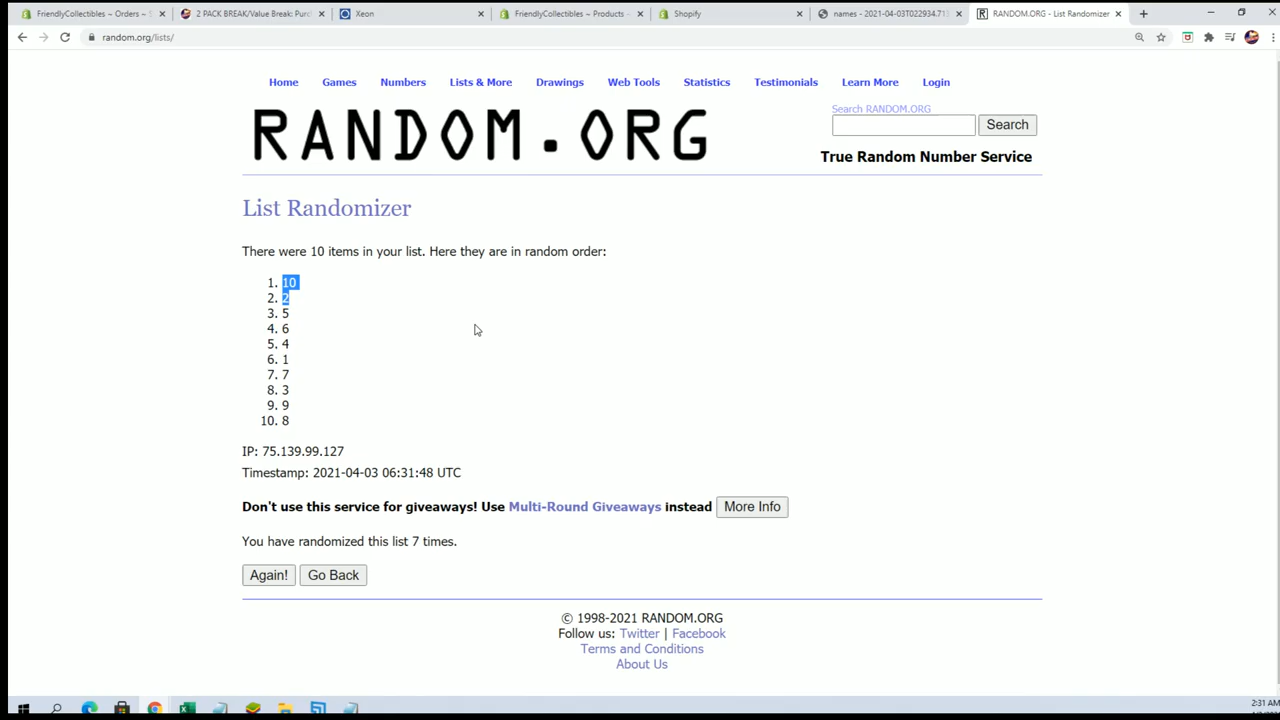 FriendlyCollectibles ~ Orders ~ S
2 PACK BREAK/Value Break: Purc
Xeon
FriendlyCollectibles ~ Products ~
Shopify
names - 2021-04-03T022934.71
RANDOM.ORG - List Randomizer
random.org/lists/
Home Games Numbers Lists & More Drawings Web Tools Statistics Testimonials Learn More Login
RANDOM.ORG
Search RANDOM.ORG
Search
True Random Number Service
List Randomizer
There were 10 items in your list. Here they are in random order:
1. 10
2. 2
3. 5
4. 6
5. 4
6. 1
7. 7
8. 3
9. 9
10. 8
IP: 75.139.99.127
Timestamp: 2021-04-03 06:31:48 UTC
Don't use this service for giveaways! Use Multi-Round Giveaways instead More Info
You have randomized this list 7 times.
Again! Go Back
© 1998-2021 RANDOM.ORG
Follow us: Twitter | Facebook
Terms and Conditions
About Us
2:31 AM